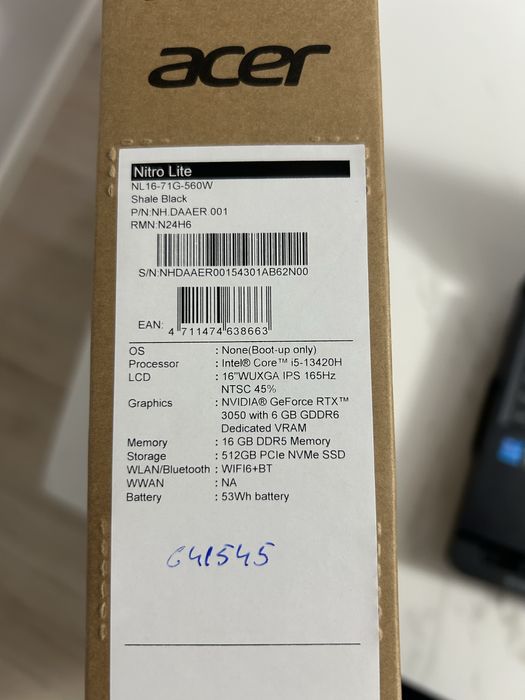 acer
Nitro Lite
NL16-71G-560W
Shale Black
P/N:NH.DAAER.001
RMN:N24H6
S/N:NHDAAER00154301AB62N00
EAN: 4 711474 638663
OS : None(Boot-up only)
Processor : Intel® Core™ i5-13420H
LCD : 16"WUXGA IPS 165Hz
NTSC 45%
Graphics : NVIDIA® GeForce RTX™
3050 with 6 GB GDDR6
Dedicated VRAM
Memory : 16 GB DDR5 Memory
Storage : 512GB PCIe NVMe SSD
WLAN/Bluetooth : WIFI6+BT
WWAN : NA
Battery : 53Wh battery
G41545